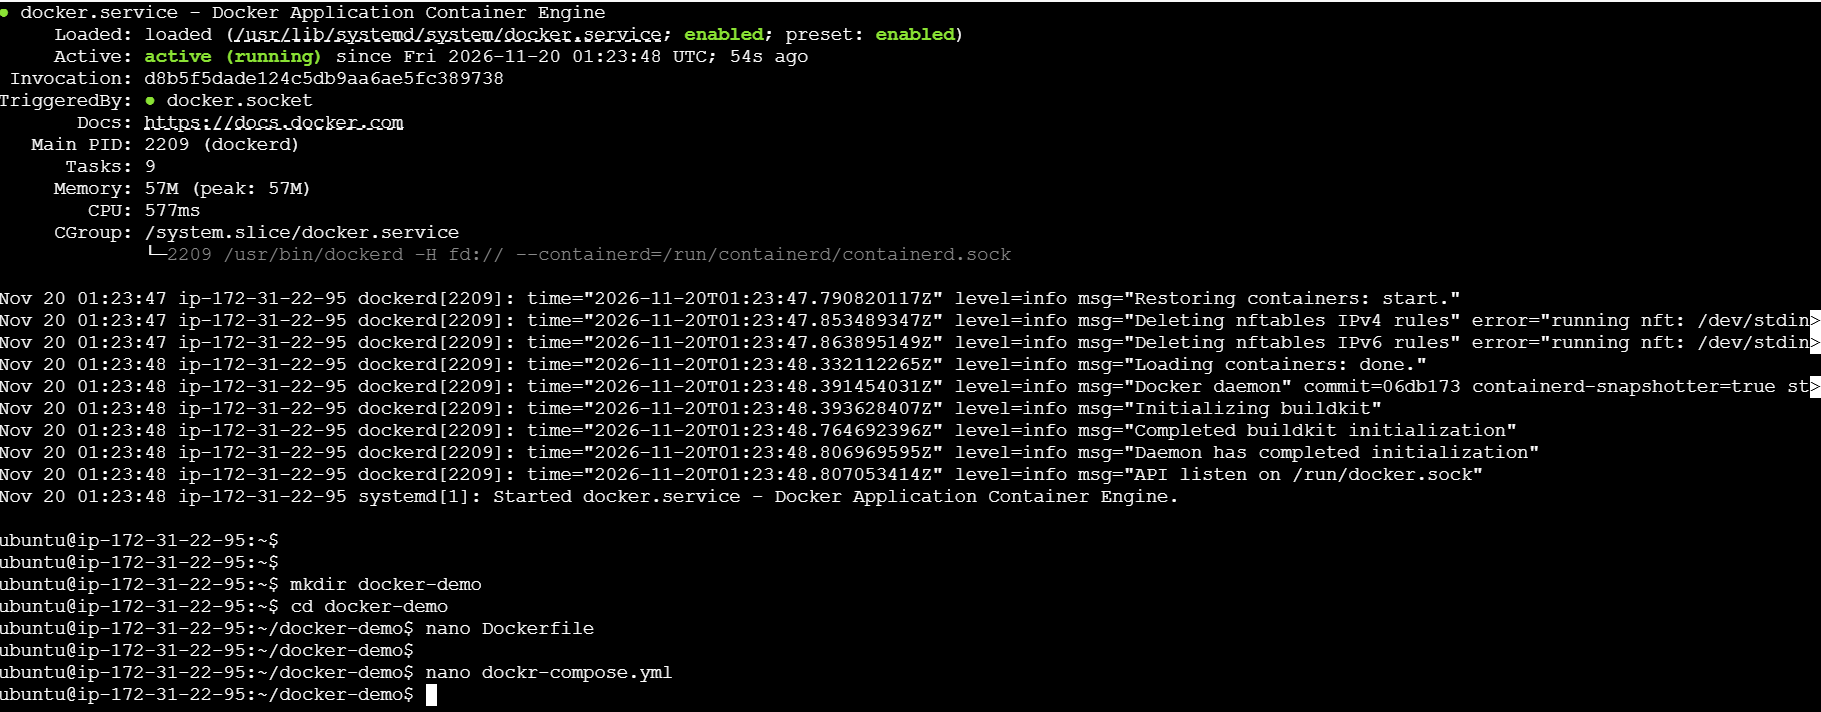 ● docker.service - Docker Application Container Engine
     Loaded: loaded (/usr/lib/systemd/system/docker.service; enabled; preset: enabled)
     Active: active (running) since Fri 2026-11-20 01:23:48 UTC; 54s ago
 Invocation: d8b5f5dade124c5db9aa6ae5fc389738
TriggeredBy: ● docker.socket
       Docs: https://docs.docker.com
   Main PID: 2209 (dockerd)
      Tasks: 9
     Memory: 57M (peak: 57M)
        CPU: 577ms
     CGroup: /system.slice/docker.service
             └─2209 /usr/bin/dockerd -H fd:// --containerd=/run/containerd/containerd.sock
Nov 20 01:23:47 ip-172-31-22-95 dockerd[2209]: time="2026-11-20T01:23:47.790820117Z" level=info msg="Restoring containers: start."
Nov 20 01:23:47 ip-172-31-22-95 dockerd[2209]: time="2026-11-20T01:23:47.853489347Z" level=info msg="Deleting nftables IPv4 rules" error="running nft: /dev/stdin>
Nov 20 01:23:47 ip-172-31-22-95 dockerd[2209]: time="2026-11-20T01:23:47.863895149Z" level=info msg="Deleting nftables IPv6 rules" error="running nft: /dev/stdin>
Nov 20 01:23:48 ip-172-31-22-95 dockerd[2209]: time="2026-11-20T01:23:48.332112265Z" level=info msg="Loading containers: done."
Nov 20 01:23:48 ip-172-31-22-95 dockerd[2209]: time="2026-11-20T01:23:48.391454031Z" level=info msg="Docker daemon" commit=06db173 containerd-snapshotter=true st>
Nov 20 01:23:48 ip-172-31-22-95 dockerd[2209]: time="2026-11-20T01:23:48.393628407Z" level=info msg="Initializing buildkit"
Nov 20 01:23:48 ip-172-31-22-95 dockerd[2209]: time="2026-11-20T01:23:48.764692396Z" level=info msg="Completed buildkit initialization"
Nov 20 01:23:48 ip-172-31-22-95 dockerd[2209]: time="2026-11-20T01:23:48.806969595Z" level=info msg="Daemon has completed initialization"
Nov 20 01:23:48 ip-172-31-22-95 dockerd[2209]: time="2026-11-20T01:23:48.807053414Z" level=info msg="API listen on /run/docker.sock"
Nov 20 01:23:48 ip-172-31-22-95 systemd[1]: Started docker.service - Docker Application Container Engine.
ubuntu@ip-172-31-22-95:~$
ubuntu@ip-172-31-22-95:~$
ubuntu@ip-172-31-22-95:~$ mkdir docker-demo
ubuntu@ip-172-31-22-95:~$ cd docker-demo
ubuntu@ip-172-31-22-95:~/docker-demo$ nano Dockerfile
ubuntu@ip-172-31-22-95:~/docker-demo$
ubuntu@ip-172-31-22-95:~/docker-demo$ nano dockr-compose.yml
ubuntu@ip-172-31-22-95:~/docker-demo$